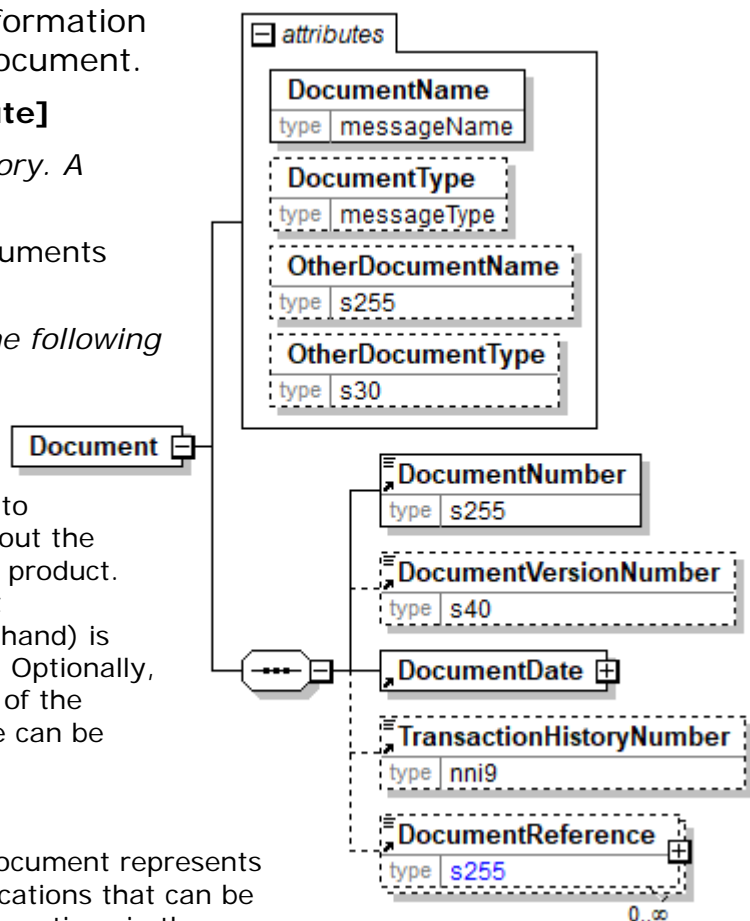 formation
ocument.
te]
ory. A
uments
he following
to
out the
product.
hand) is
Optionally,
of the
e can be
ocument represents
cations that can be
attributes
DocumentName
type messageName
DocumentType
type messageType
OtherDocumentName
type s255
OtherDocumentType
type s30
Document
DocumentNumber
type s255
DocumentVersionNumber
type s40
DocumentDate
TransactionHistoryNumber
type nni9
DocumentReference
type s255
0..∞